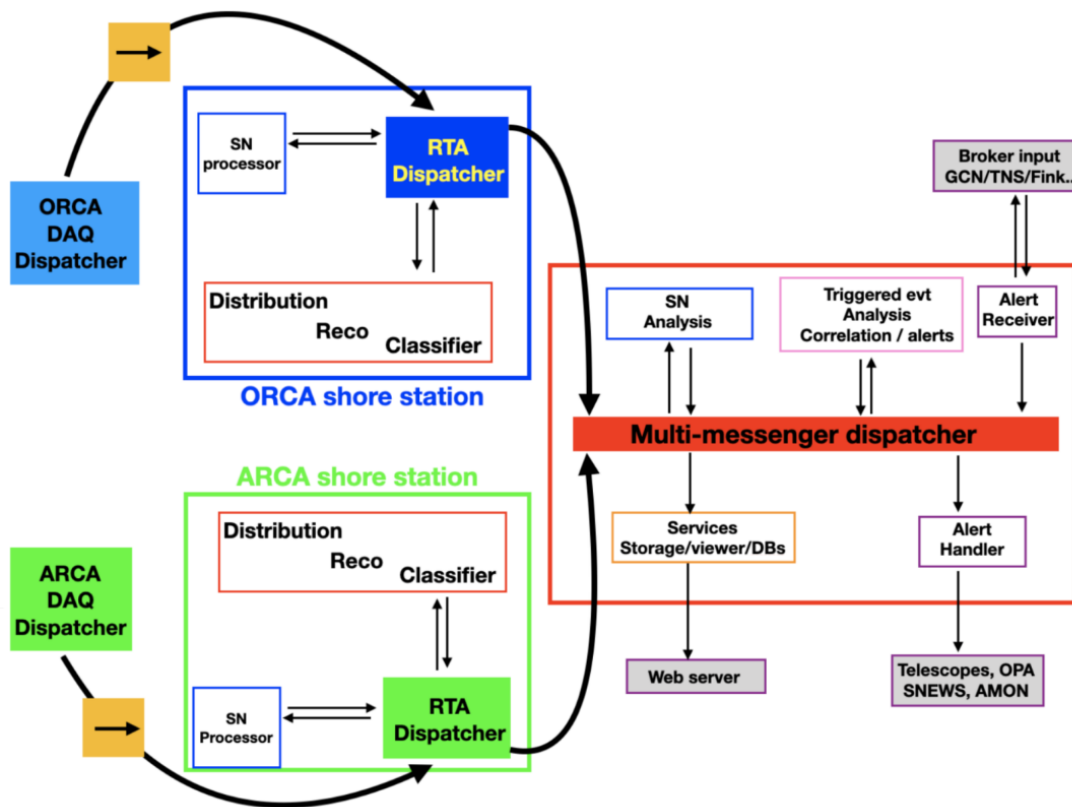 SN
processor
RTA
Dispatcher
Broker input
GCN/TNS/Fink..
ORCA
DAQ
Dispatcher
Distribution
Reco
Classifier
SN
Analysis
Triggered evt
Analysis
Correlation / alerts
Alert
Receiver
ORCA shore station
Multi-messenger dispatcher
ARCA shore station
Distribution
Reco
Classifier
Services
Storage/viewer/DBs
Alert
Handler
ARCA
DAQ
Dispatcher
Web server
Telescopes, OPA
SNEWS, AMON
SN
Processor
RTA
Dispatcher